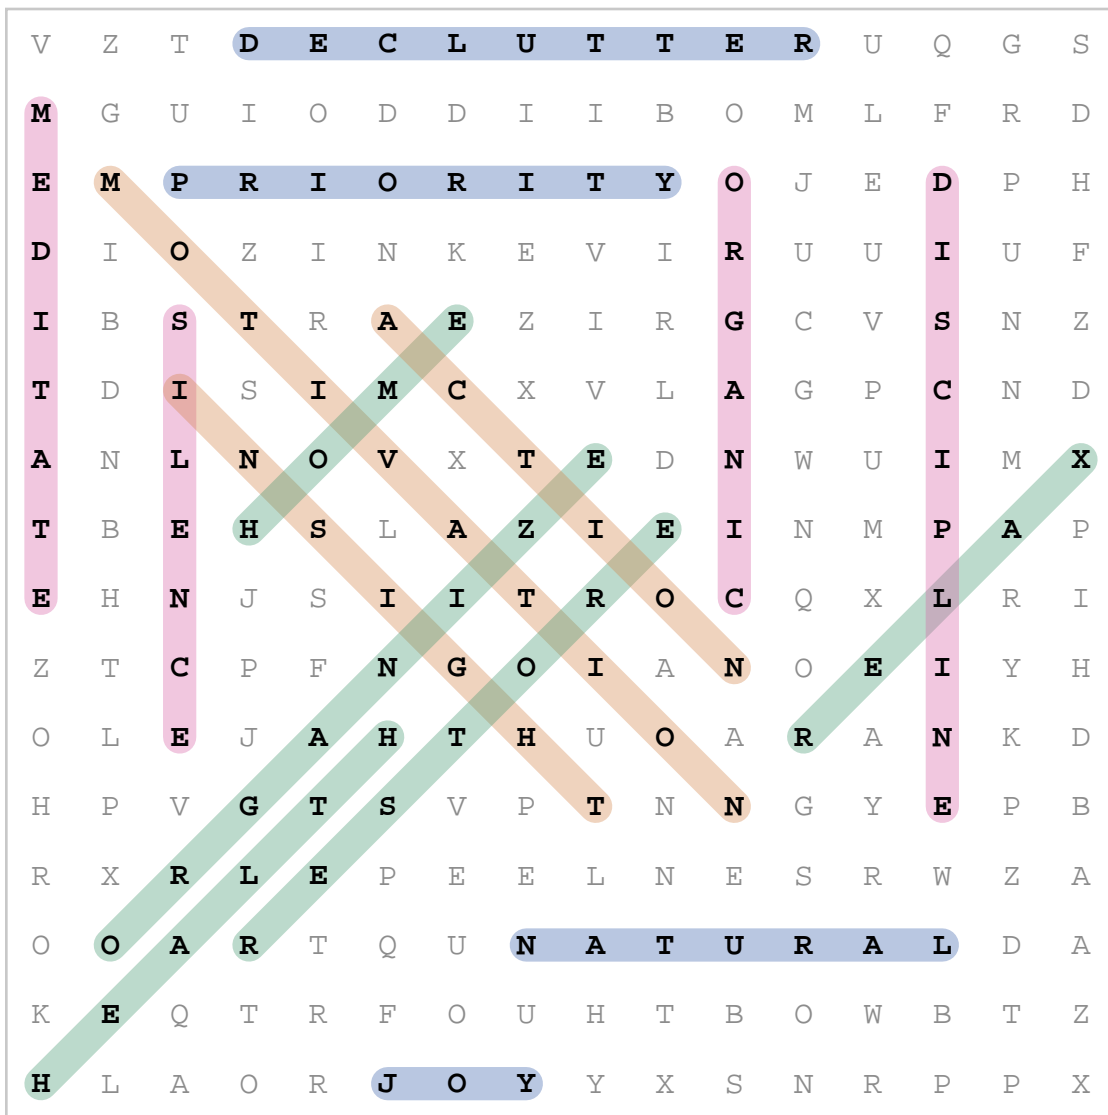 V Z T D E C L U T T E R U Q G S
M G U I O D D I I B O M L F R D
E M P R I O R I T Y O J E D P H
D I O Z I N K E V I R U U I U F
I B S T R A E Z I R G C V S N Z
T D I S I M C X V L A G P C N D
A N L N O V X T E D N W U I M X
T B E H S L A Z I E I N M P A P
E H N J S I I T R O C Q X L R I
Z T C P F N G O I A N O E I Y H
O L E J A H T H U O A R A N K D
H P V G T S V P T N N G Y E P B
R X R L E P E E L N E S R W Z A
O O A R T Q U N A T U R A L D A
K E Q T R F O U H T B O W B T Z
H L A O R J O Y Y X S N R P P X